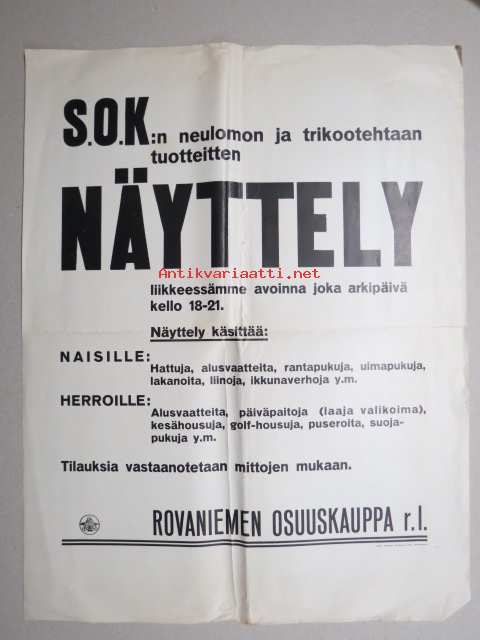 S.O.K.:n neulomon ja trikootehtaan
tuotteitten
NÄYTTELY
Antikvariaatti.net
liikkeessämme avoinna joka arkipäivä
kello 18-21.
Näyttely käsittää:
NAISILLE:
Hattuja, alusvaatteita, rantapukuja, uimapukuja,
lakanoita, liinoja, ikkunaverhoja y.m.
HERROILLE:
Alusvaatteita, päiväpaitoja (laaja valikoima),
kesähousuja, golf-housuja, puseroita, suoja-
pukuja y.m.
Tilauksia vastaanotetaan mittojen mukaan.
ROVANIEMEN OSUUSKAUPPA r.l.